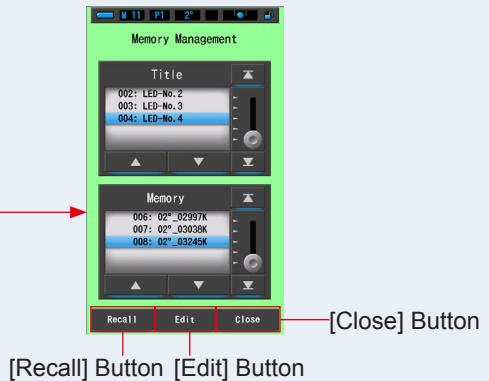 M 11 P1 2°
Memory Management
Title
002: LED-No.2
003: LED-No.3
004: LED-No.4
Memory
006: 02°_02997K
007: 02°_03038K
008: 02°_03245K
Recall Edit Close
[Close] Button
[Recall] Button [Edit] Button